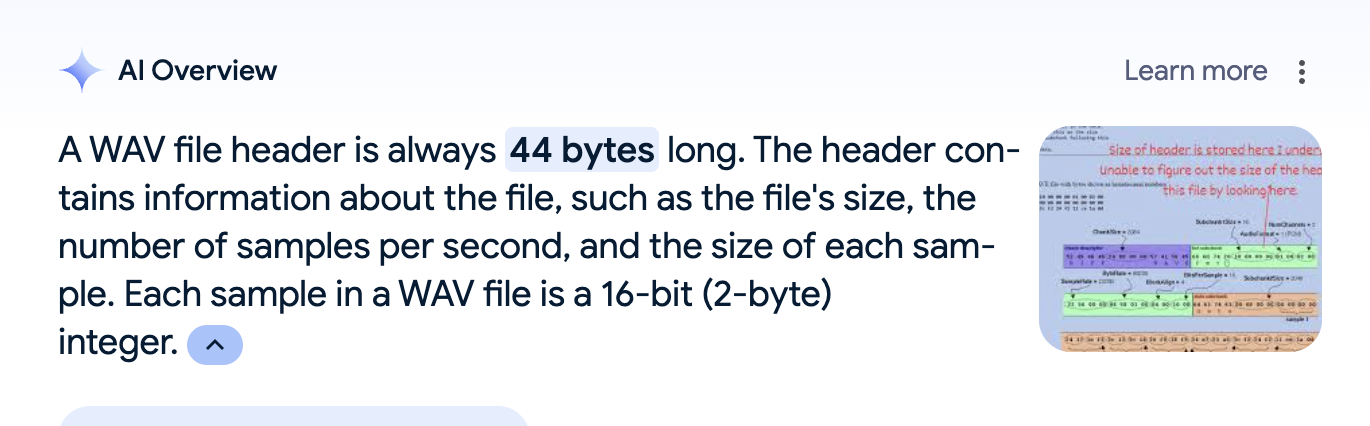 AI Overview
Learn more
A WAV file header is always 44 bytes long. The header con-
tains information about the file, such as the file's size, the
number of samples per second, and the size of each sam-
ple. Each sample in a WAV file is a 16-bit (2-byte)
integer.
Size of header is stored here I under
unable to figure out the size of the hea
this file by looking here.